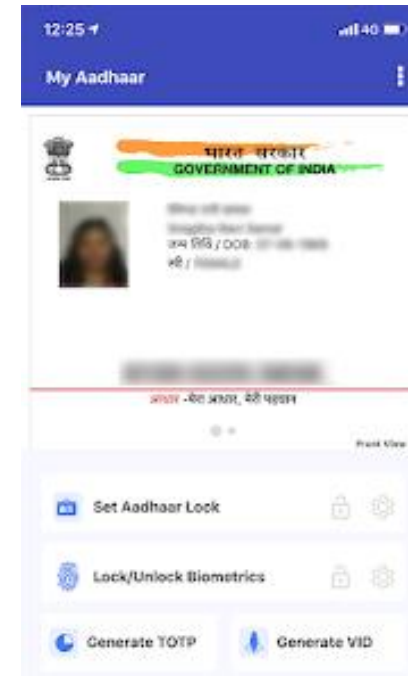 12:25
4G
My Aadhaar
भारत सरकार
GOVERNMENT OF INDIA
जन्म तिथि / DOB:
स्त्री /
आधार -मेरा आधार, मेरी पहचान
Front View
Set Aadhaar Lock
Lock/Unlock Biometrics
Generate TOTP
Generate VID